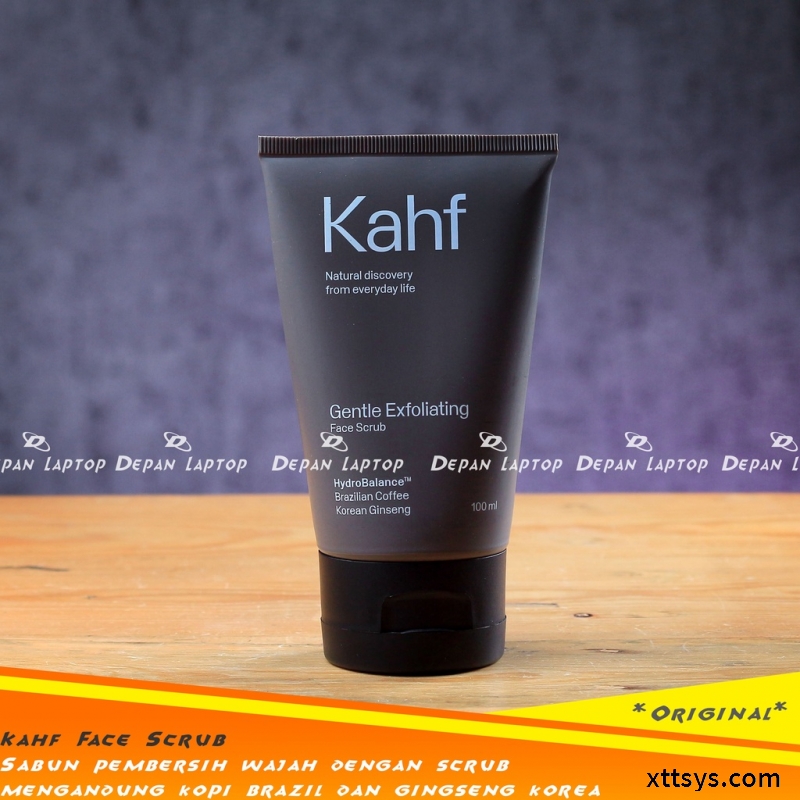 Kahf
Natural discovery
from everyday life
Gentle Exfoliating
Face Scrub
DEPAN LAPTOP DEPAN LAPTOP DEPAN LAPTOP DEPAN LAPTOP DEPAN L
HydroBalance™
Brazilian Coffee
Korean Ginseng
100 ml
*ORIGINAL*
KAHF FACE SCRUB
SABUN PEMBERSIH WAJAH DENGAN SCRUB
MENGANDUNG KOPI BRAZIL DAN GINGSENG KOREA
xttsys.com